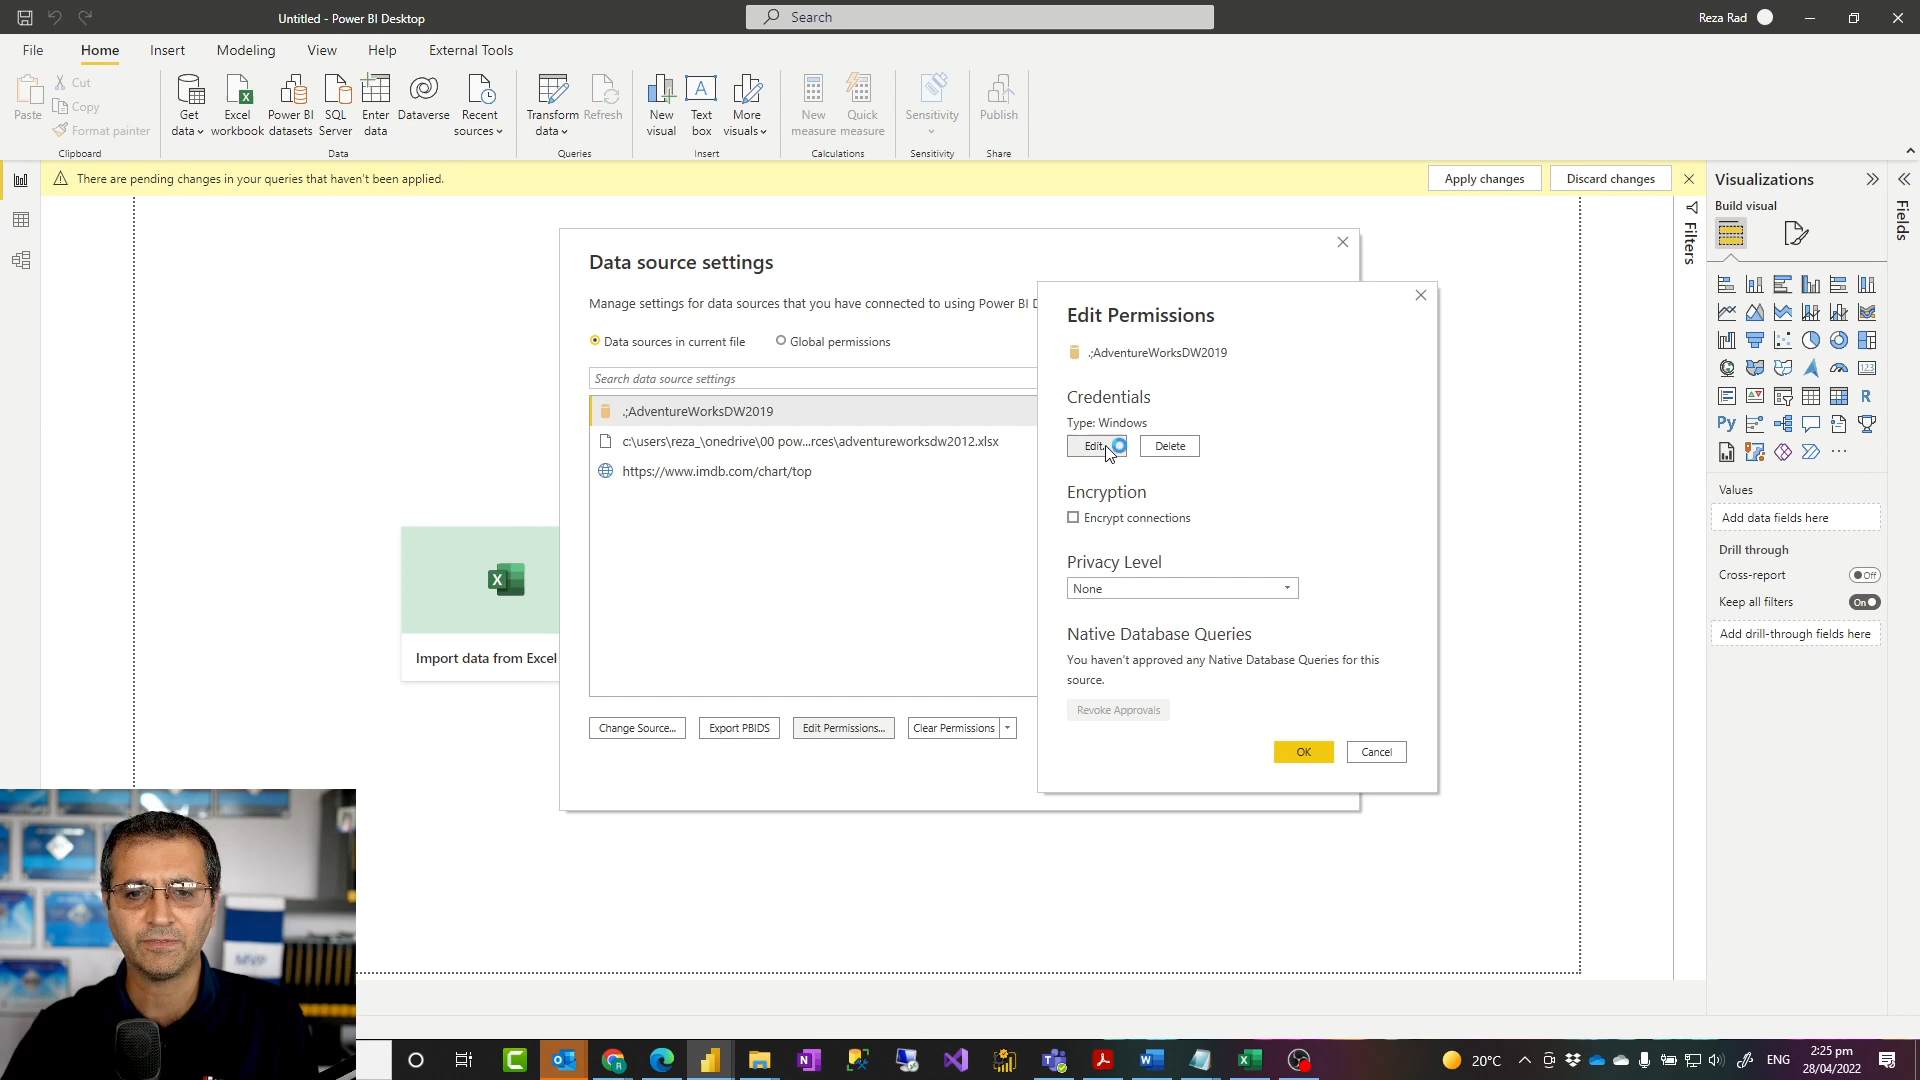 Untitled - Power BI Desktop
Search
Reza Rad
File
Home
Insert
Modeling
View
Help
External Tools
Paste
Cut
Copy
Format painter
Clipboard
Get data
Excel workbook
Power BI datasets
SQL Server
Enter data
Dataverse
Recent sources
Data
Transform data
Refresh
Queries
New visual
Text box
More visuals
Insert
New measure
Quick measure
Calculations
Sensitivity
Sensitivity
Publish
Share
There are pending changes in your queries that haven't been applied.
Apply changes
Discard changes
Visualizations
Build visual
Filters
Fields
Data source settings
Manage settings for data sources that you have connected to using Power BI D
Data sources in current file
Global permissions
Search data source settings
.;AdventureWorksDW2019
c:\users\reza_\onedrive\00 pow...rces\adventureworksdw2012.xlsx
https://www.imdb.com/chart/top
Change Source...
Export PBIDS
Edit Permissions...
Clear Permissions
Import data from Excel
Edit Permissions
.;AdventureWorksDW2019
Credentials
Type: Windows
Edit...
Delete
Encryption
Encrypt connections
Privacy Level
None
Native Database Queries
You haven't approved any Native Database Queries for this
source.
Revoke Approvals
OK
Cancel
123
R
Py
Values
Add data fields here
Drill through
Cross-report
Off
Keep all filters
On
Add drill-through fields here
MVP
20°C
ENG
2:25 pm
28/04/2022